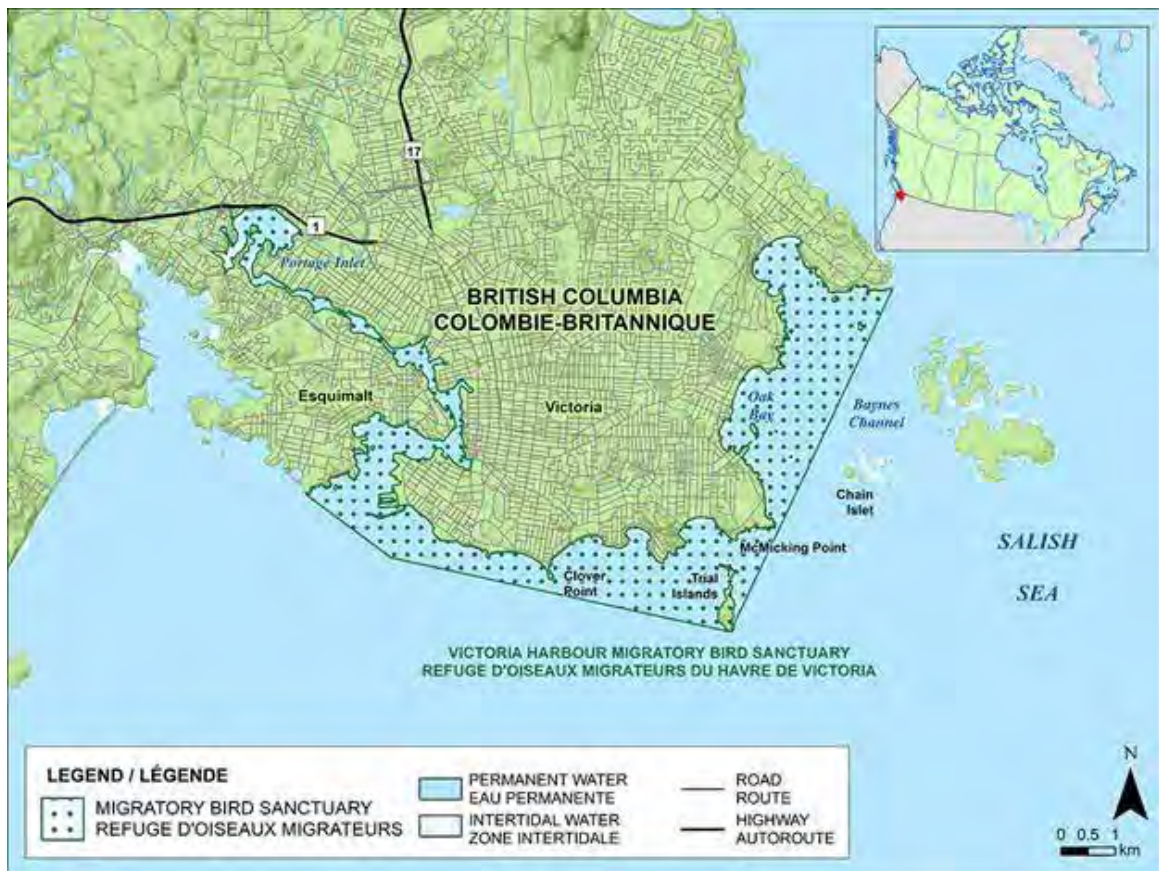 17
1
Portage Inlet
BRITISH COLUMBIA
COLOMBIE-BRITANNIQUE
Esquimalt
Victoria
Oak
Bay
Baynes
Channel
Chain
Islet
McMicking Point
SALISH
SEA
Clover
Point
Trial
Islands
VICTORIA HARBOUR MIGRATORY BIRD SANCTUARY
REFUGE D'OISEAUX MIGRATEURS DU HAVRE DE VICTORIA
LEGEND / LÉGENDE
MIGRATORY BIRD SANCTUARY
REFUGE D'OISEAUX MIGRATEURS
PERMANENT WATER
EAU PERMANENTE
INTERTIDAL WATER
ZONE INTERTIDALE
ROAD
ROUTE
HIGHWAY
AUTOROUTE
N
0 0.5 1
km